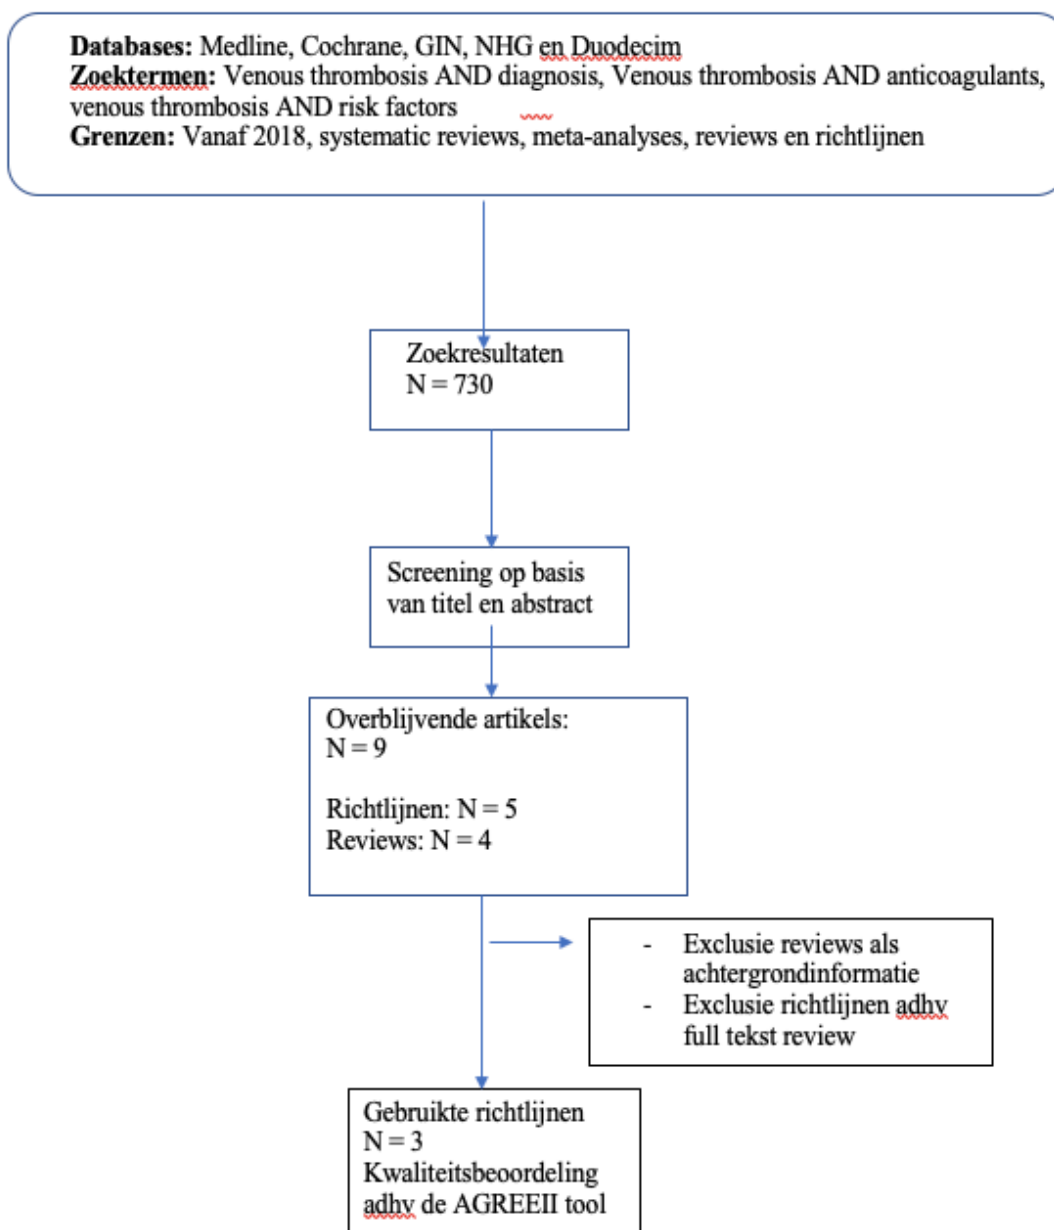 Databases: Medline, Cochrane, GIN, NHG en Duodecim
Zoektermen: Venous thrombosis AND diagnosis, Venous thrombosis AND anticoagulants,
venous thrombosis AND risk factors
Grenzen: Vanaf 2018, systematic reviews, meta-analyses, reviews en richtlijnen
Zoekresultaten
N = 730
Screening op basis
van titel en abstract
Overblijvende artikels:
N = 9
Richtlijnen: N = 5
Reviews: N = 4
- Exclusie reviews als
achtergrondinformatie
- Exclusie richtlijnen adhv
full tekst review
Gebruikte richtlijnen
N = 3
Kwaliteitsbeoordeling
adhv de AGREEII tool